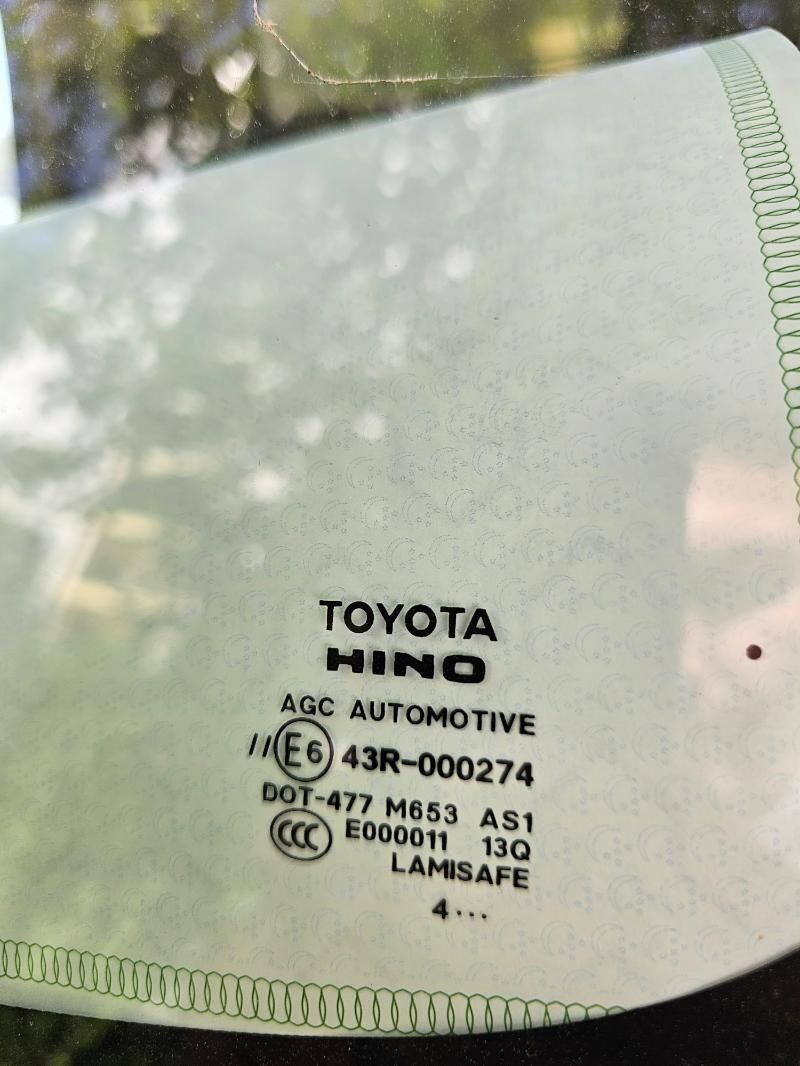 TOYOTA
HINO
AGC AUTOMOTIVE
//E6 43R-000274
DOT-477 M653 AS1
CCC E000011 13Q
LAMISAFE
4...